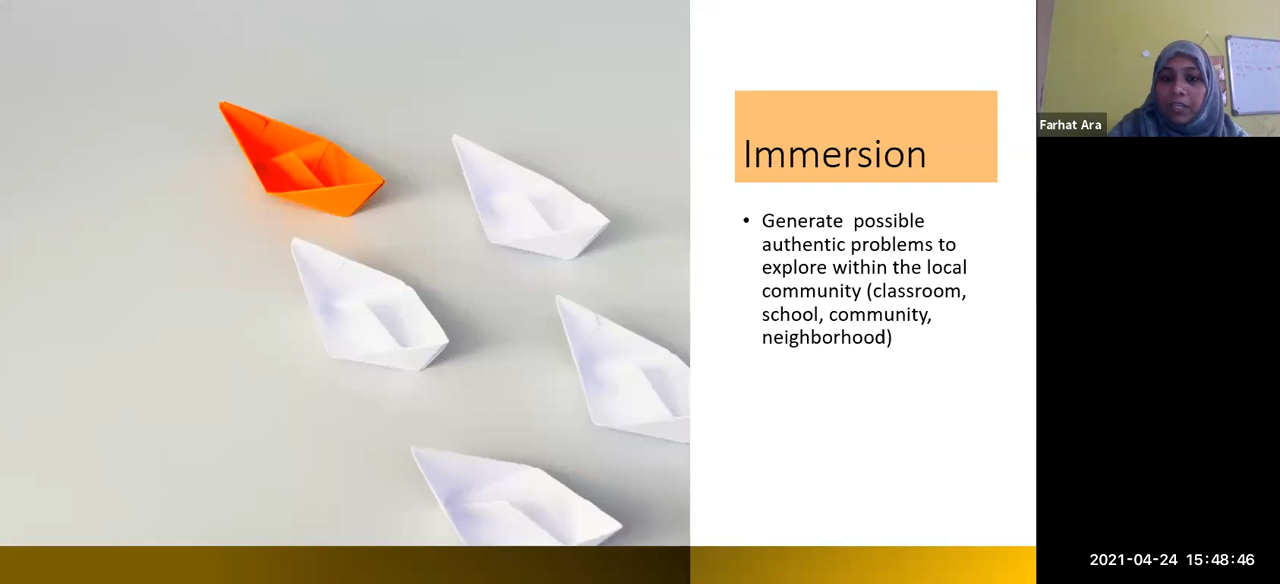 Immersion
• Generate  possible
authentic problems to
explore within the local
community (classroom,
school, community,
neighborhood)
Farhat Ara
2021-04-24 15:48:46